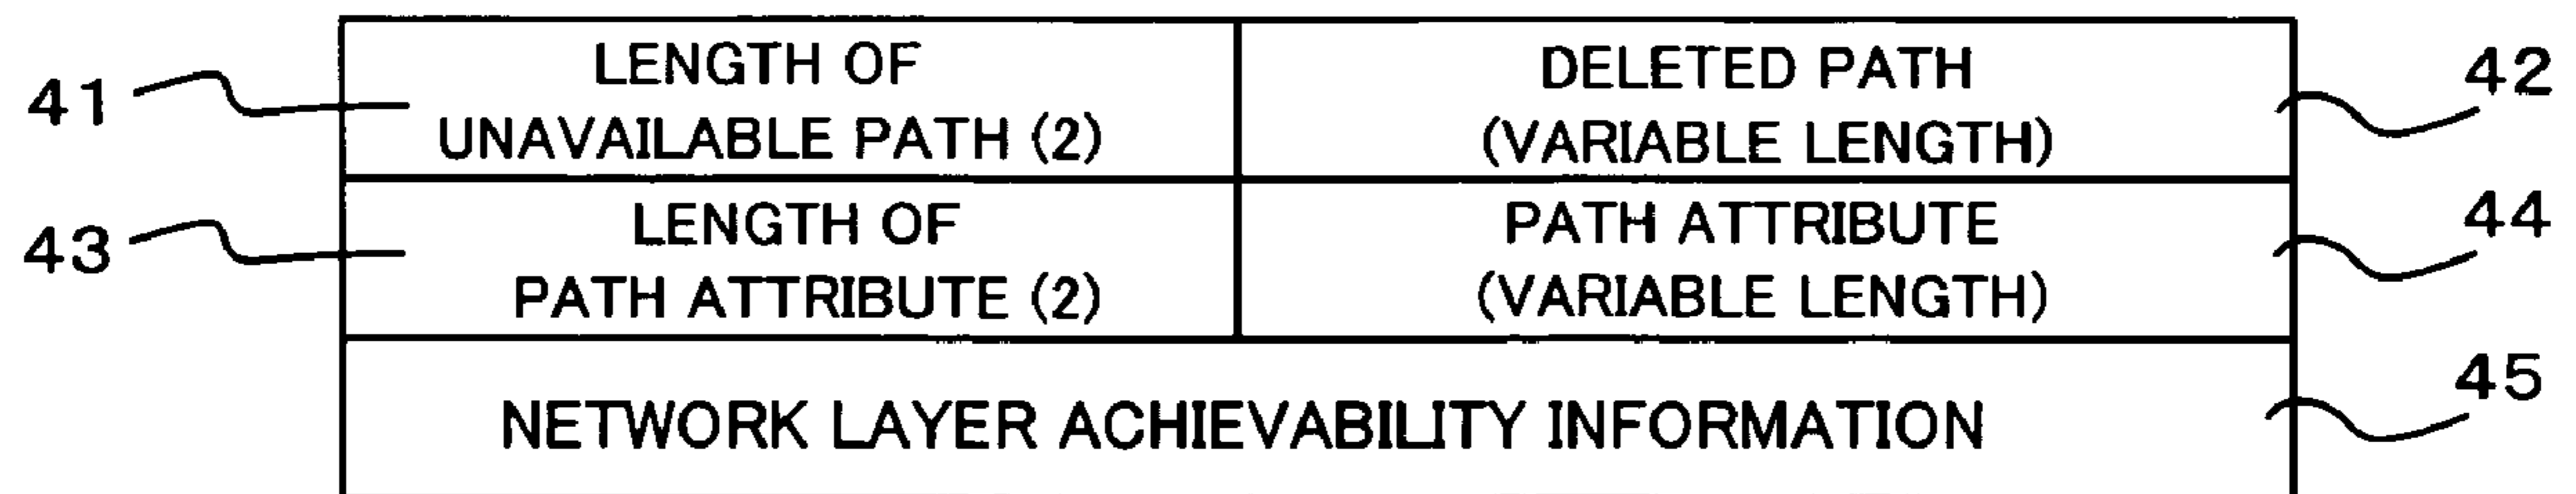 41
LENGTH OF
UNAVAILABLE PATH (2)
DELETED PATH
(VARIABLE LENGTH)
42
43
LENGTH OF
PATH ATTRIBUTE (2)
PATH ATTRIBUTE
(VARIABLE LENGTH)
44
NETWORK LAYER ACHIEVABILITY INFORMATION
45